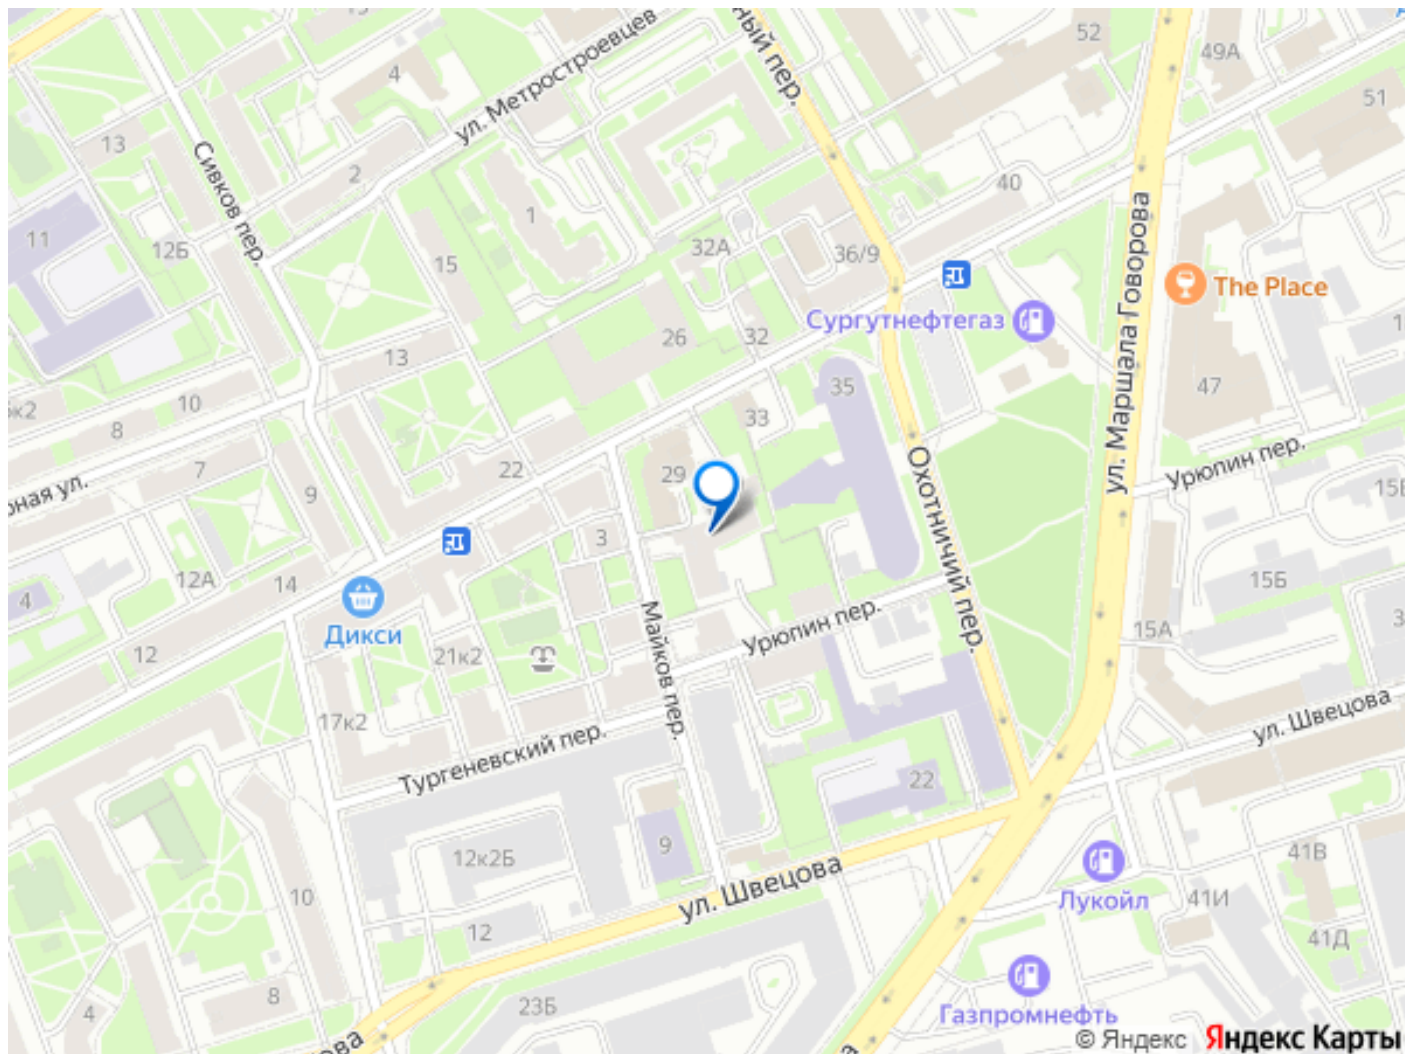 ный пер.
52
49А
51
4
ул. Метростроевцев
13
Сивков пер.
2
40
11
12Б
1
32А
36/9
15
ул. Маршала Говорова
The Place
Сургутнефтегаз
26
32
13
35
47
к2
10
8
33
Охотничий пер.
Урюпин пер.
7
22
29
рная ул.
9
3
12А
14
15Б
4
Дикси
Майков пер.
Урюпин пер.
15А
12
21к2
17к2
Тургеневский пер.
ул. Швецова
22
9
12к2Б
ул. Швецова
41В
Лукойл
10
41И
12
41Д
8
23Б
4
Газпромнефть
ова
а
© Яндекс Яндекс Карты